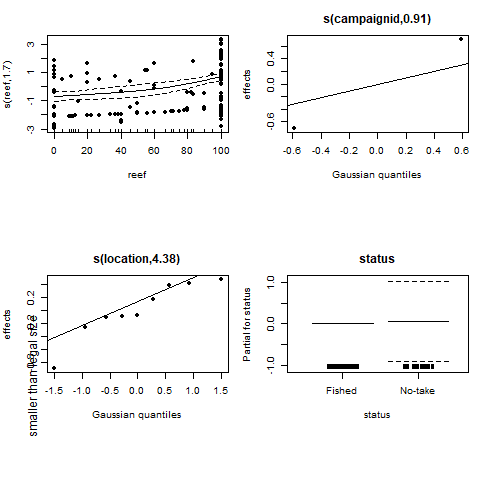 s(reef,1.7)
3
1
-1
-3
0
20
40
60
80
100
reef
s(campaignid,0.91)
effects
0.4
0.0
-0.6
-0.6
-0.4
-0.2
0.0
0.2
0.4
0.6
Gaussian quantiles
s(location,4.38)
effects
smaller than legal size
0.2
-1.5
-1.0
-0.5
0.0
0.5
1.0
1.5
Gaussian quantiles
status
Partial for status
1.0
0.0
-1.0
Fished
No-take
status